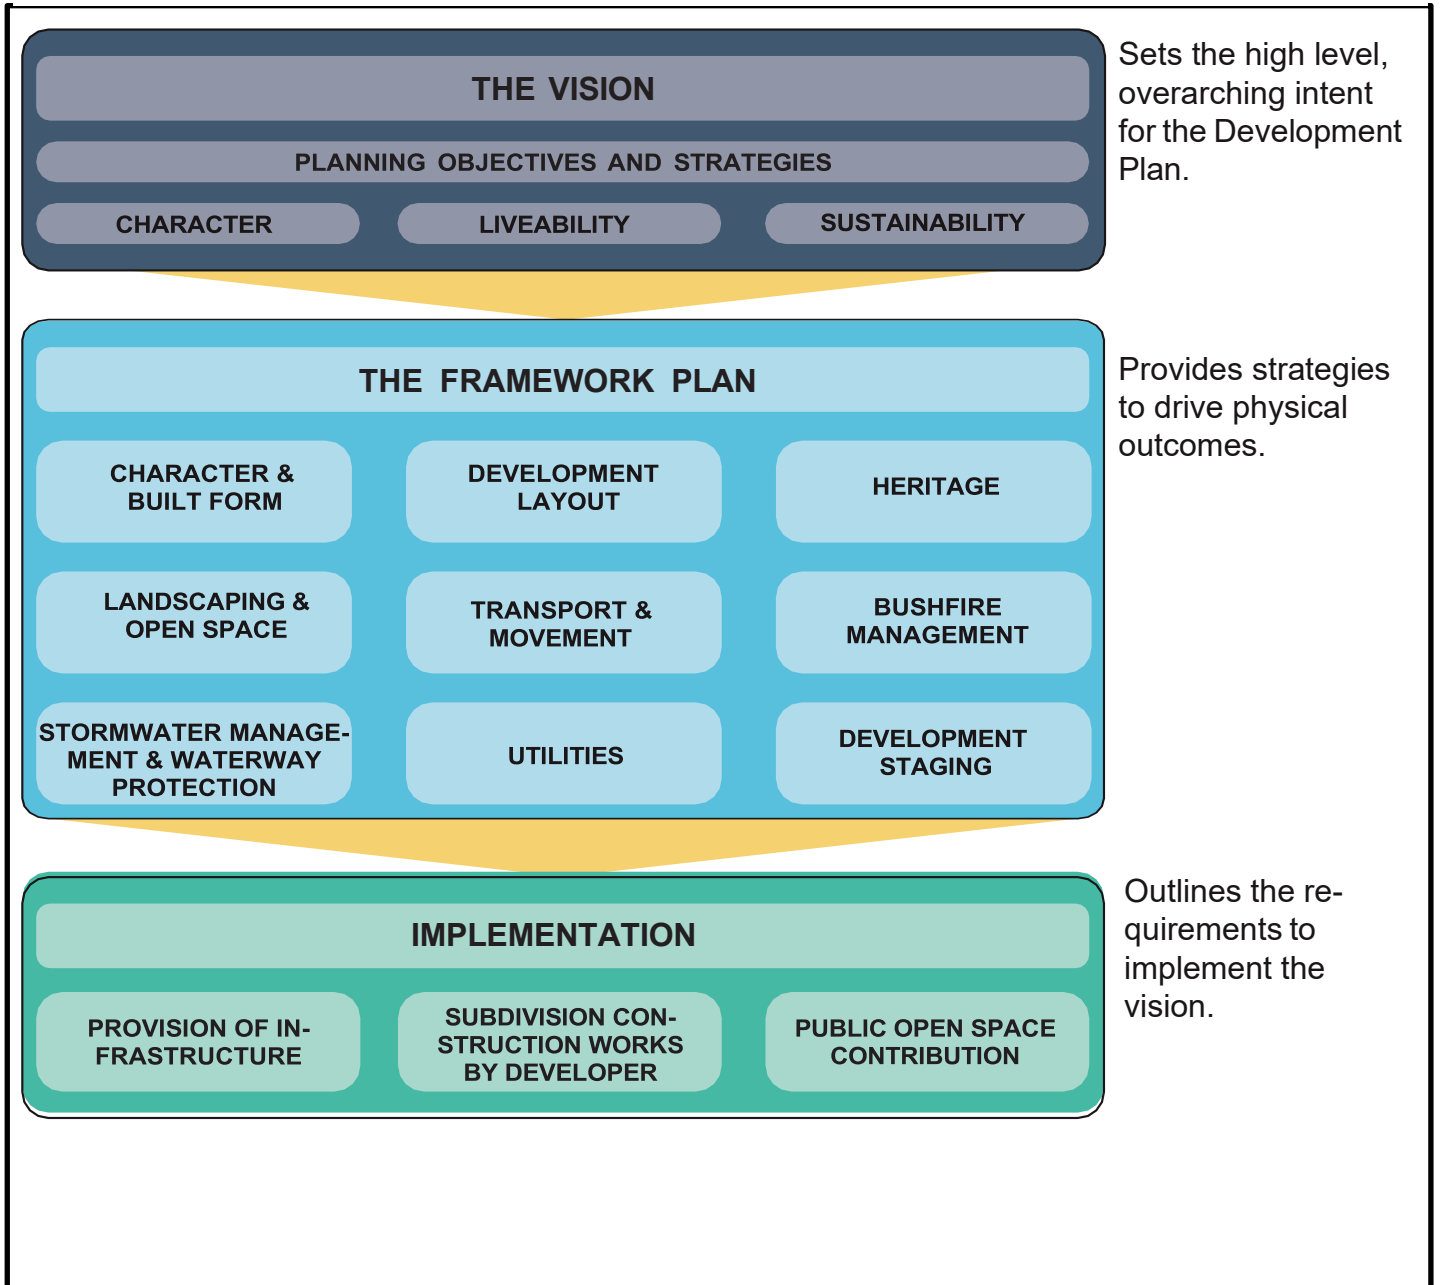 THE VISION
PLANNING OBJECTIVES AND STRATEGIES
CHARACTER
LIVEABILITY
SUSTAINABILITY
Sets the high level,
overarching intent
for the Development
Plan.
THE FRAMEWORK PLAN
CHARACTER &
BUILT FORM
DEVELOPMENT
LAYOUT
HERITAGE
LANDSCAPING &
OPEN SPACE
TRANSPORT &
MOVEMENT
BUSHFIRE
MANAGEMENT
STORMWATER MANAGE-
MENT & WATERWAY
PROTECTION
UTILITIES
DEVELOPMENT
STAGING
Provides strategies
to drive physical
outcomes.
IMPLEMENTATION
PROVISION OF IN-
FRASTRUCTURE
SUBDIVISION CON-
STRUCTION WORKS
BY DEVELOPER
PUBLIC OPEN SPACE
CONTRIBUTION
Outlines the re-
quirements to
implement the
vision.